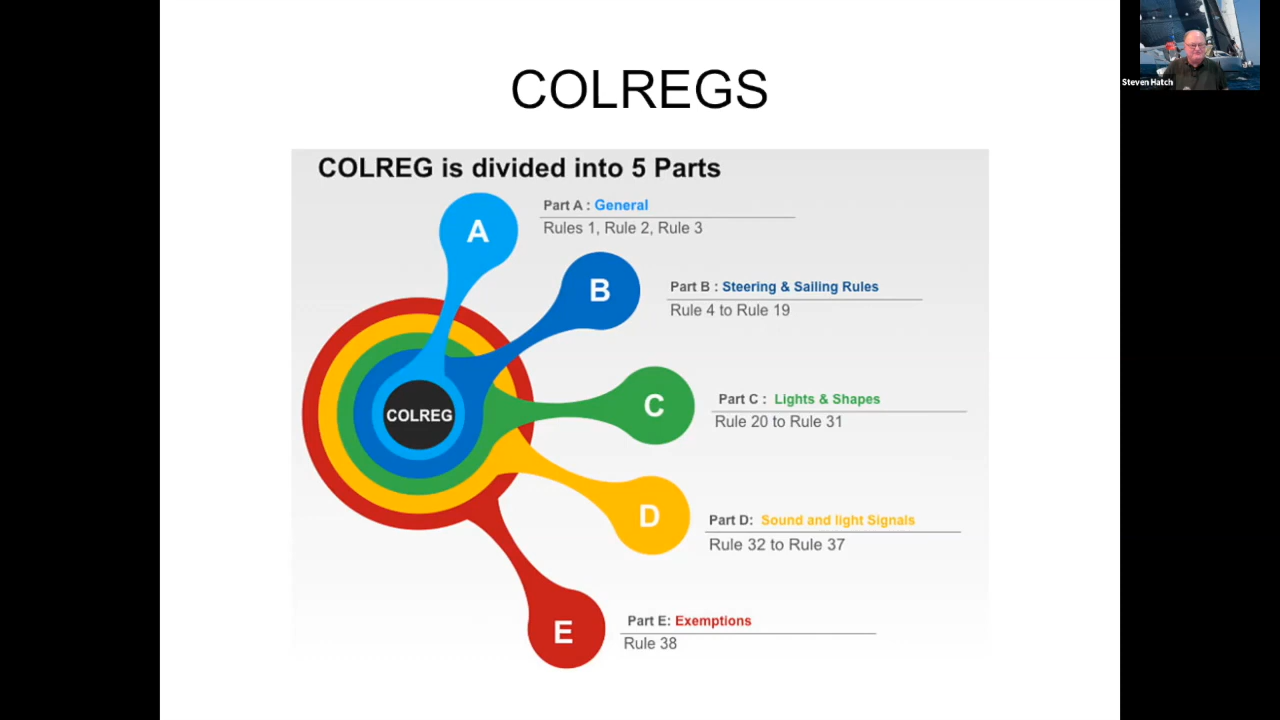 Steven Hatch
COLREGS
COLREG is divided into 5 Parts
A
Part A : General
Rules 1, Rule 2, Rule 3
B
Part B : Steering & Sailing Rules
Rule 4 to Rule 19
C
Part C : Lights & Shapes
Rule 20 to Rule 31
COLREG
D
Part D: Sound and light Signals
Rule 32 to Rule 37
E
Part E: Exemptions
Rule 38